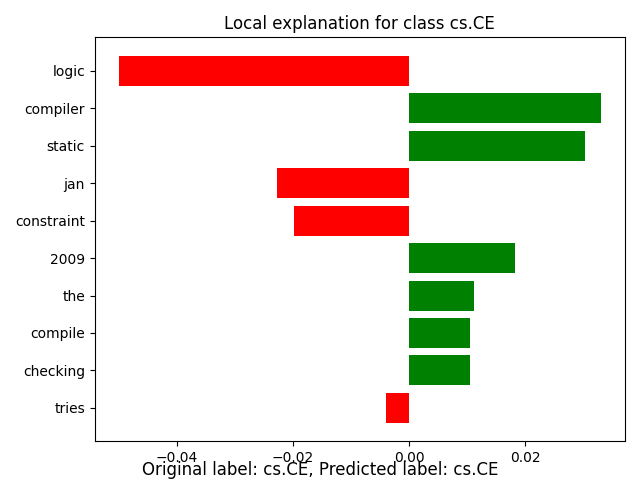 Local explanation for class cs.CE
logic
compiler
static
jan
constraint
2009
the
compile
checking
tries
−0.04 −0.02 0.00 0.02
Original label: cs.CE, Predicted label: cs.CE